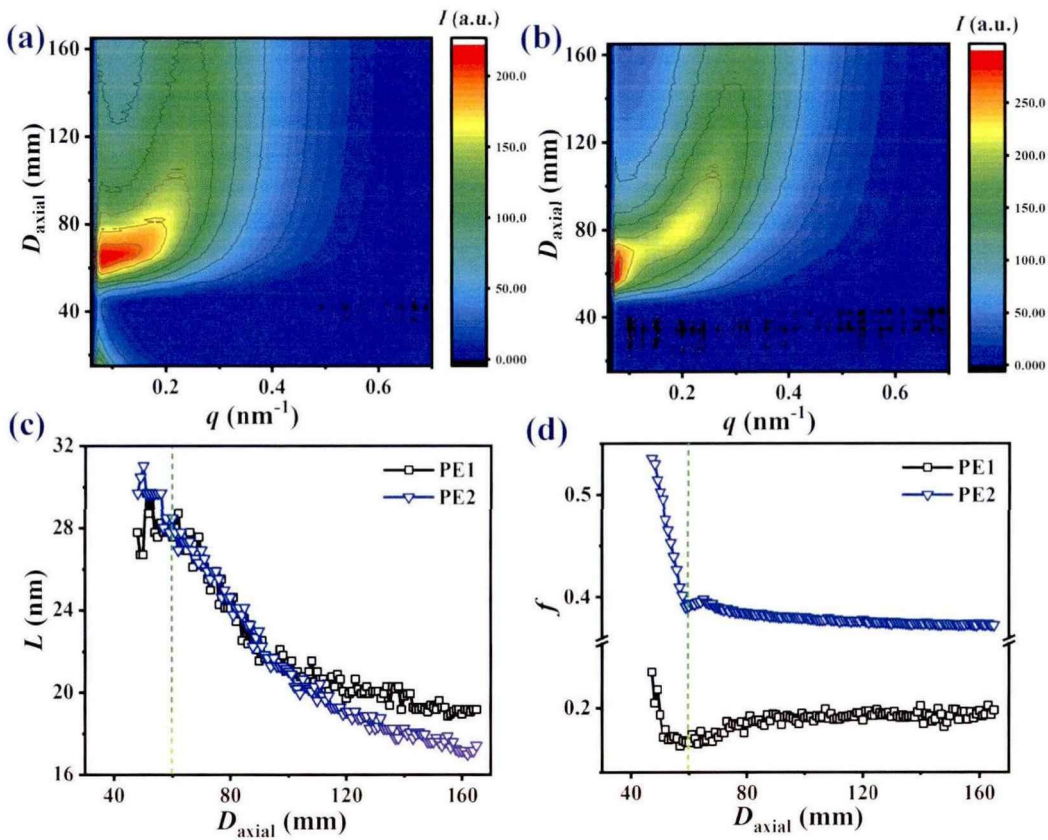 (a)
I (a.u.)
160
120
80
40
D_axial (mm)
0.2
0.4
0.6
q (nm⁻¹)
200.0
150.0
100.0
50.00
0.000
(b)
I (a.u.)
160
120
80
40
D_axial (mm)
0.2
0.4
0.6
q (nm⁻¹)
250.0
200.0
150.0
100.0
50.00
0.000
(c)
32
28
24
20
16
L (nm)
PE1
PE2
40
80
120
160
D_axial (mm)
(d)
0.5
0.4
0.2
f
PE1
PE2
40
80
120
160
D_axial (mm)